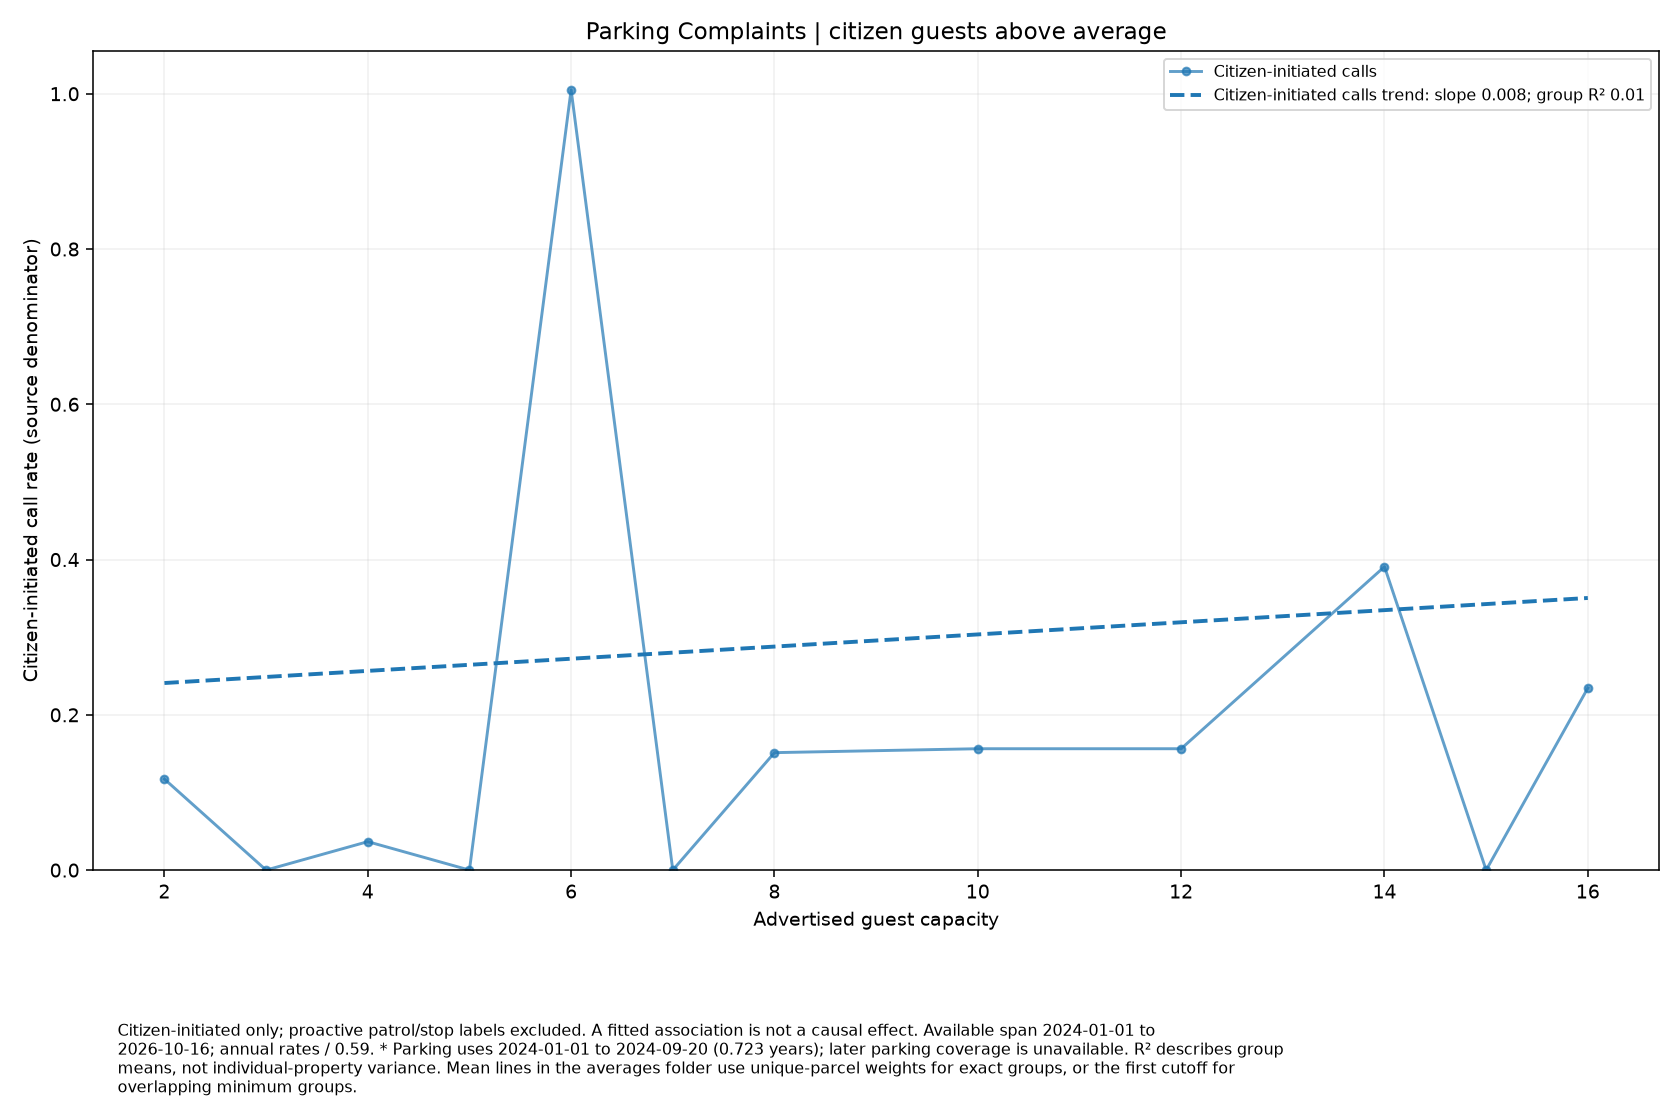 Parking Complaints | citizen guests above average
Citizen-initiated calls
Citizen-initiated calls trend: slope 0.008; group R² 0.01
Citizen-initiated call rate (source denominator)
1.0
0.8
0.6
0.4
0.2
0.0
2 4 6 8 10 12 14 16
Advertised guest capacity
Citizen-initiated only; proactive patrol/stop labels excluded. A fitted association is not a causal effect. Available span 2024-01-01 to
2026-10-16; annual rates / 0.59. * Parking uses 2024-01-01 to 2024-09-20 (0.723 years); later parking coverage is unavailable. R² describes group
means, not individual-property variance. Mean lines in the averages folder use unique-parcel weights for exact groups, or the first cutoff for
overlapping minimum groups.